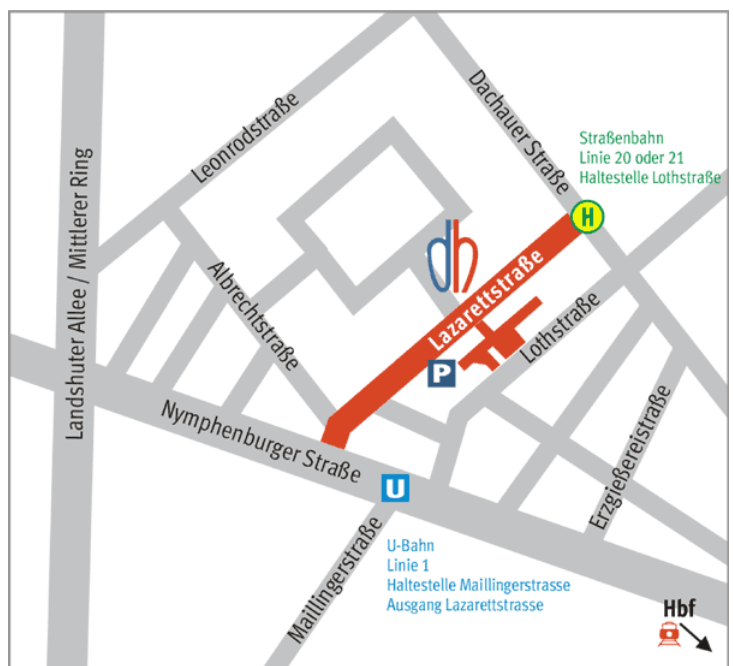 Leonrodstraße
Dachauer Straße
Straßenbahn
Linie 20 oder 21
Haltestelle Lothstraße
H
Landshuter Allee / Mittlerer Ring
dh
Albrechtstraße
Lazarettstraße
Lothstraße
P
Nymphenburger Straße
Erzgießereistraße
U
Maillingerstraße
U-Bahn
Linie 1
Haltestelle Maillingerstrasse
Ausgang Lazarettstrasse
Hbf